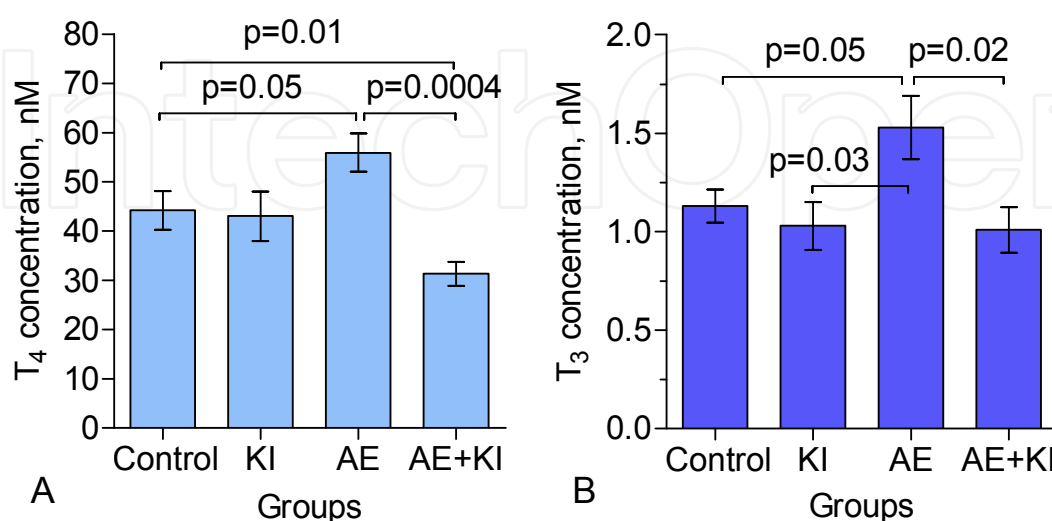 IntechOpen
80
70
60
50
40
30
20
10
0
T4 concentration, nM
p=0.01
p=0.05
p=0.0004
Control KI AE AE+KI
Groups
A
2.0
1.5
1.0
0.5
0.0
T3 concentration, nM
p=0.05
p=0.02
p=0.03
Control KI AE AE+KI
Groups
B